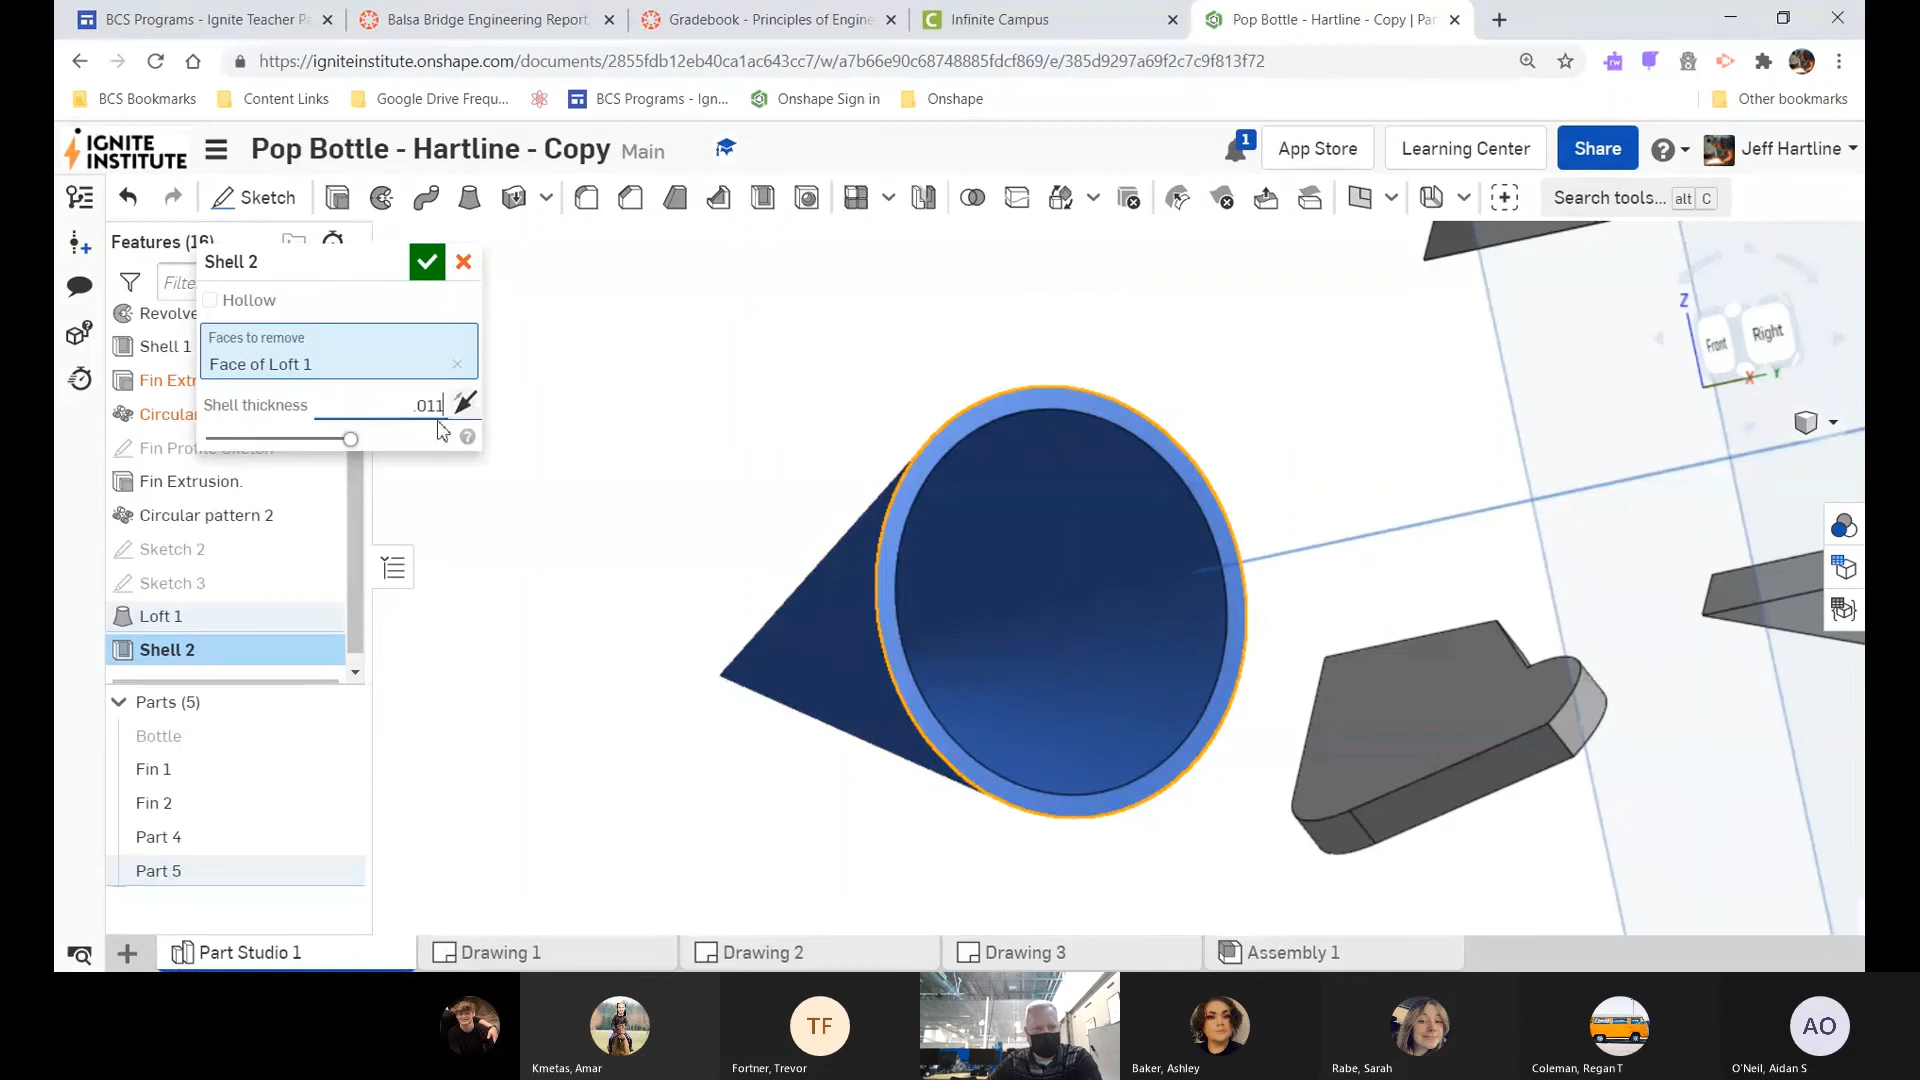 BCS Programs - Ignite Teacher Pa
Balsa Bridge Engineering Report,
Gradebook - Principles of Engine
Infinite Campus
Pop Bottle - Hartline - Copy | Par
https://igniteinstitute.onshape.com/documents/2855fdb12eb40ca1ac643cc7/w/a7b66e90c68748885fdcf869/e/385d9297a69f2c7c9f813f72
BCS Bookmarks
Content Links
Google Drive Frequ...
BCS Programs - Ign...
Onshape Sign in
Onshape
Other bookmarks
IGNITE
INSTITUTE
Pop Bottle - Hartline - Copy
Main
1
App Store
Learning Center
Share
Jeff Hartline
Sketch
Search tools...
alt
C
Features (16)
Shell 2
Filte
Hollow
Revolve
Faces to remove
Shell 1
Face of Loft 1
Fin Extr
Shell thickness
.011
Circular
Fin Profile Sketch
Fin Extrusion.
Circular pattern 2
Sketch 2
Sketch 3
Loft 1
Shell 2
Parts (5)
Bottle
Fin 1
Fin 2
Part 4
Part 5
Z
Front
Right
X
Y
Part Studio 1
Drawing 1
Drawing 2
Drawing 3
Assembly 1
TF
AO
Kmetas, Amar
Fortner, Trevor
Baker, Ashley
Rabe, Sarah
Coleman, Regan T
O'Neil, Aidan S